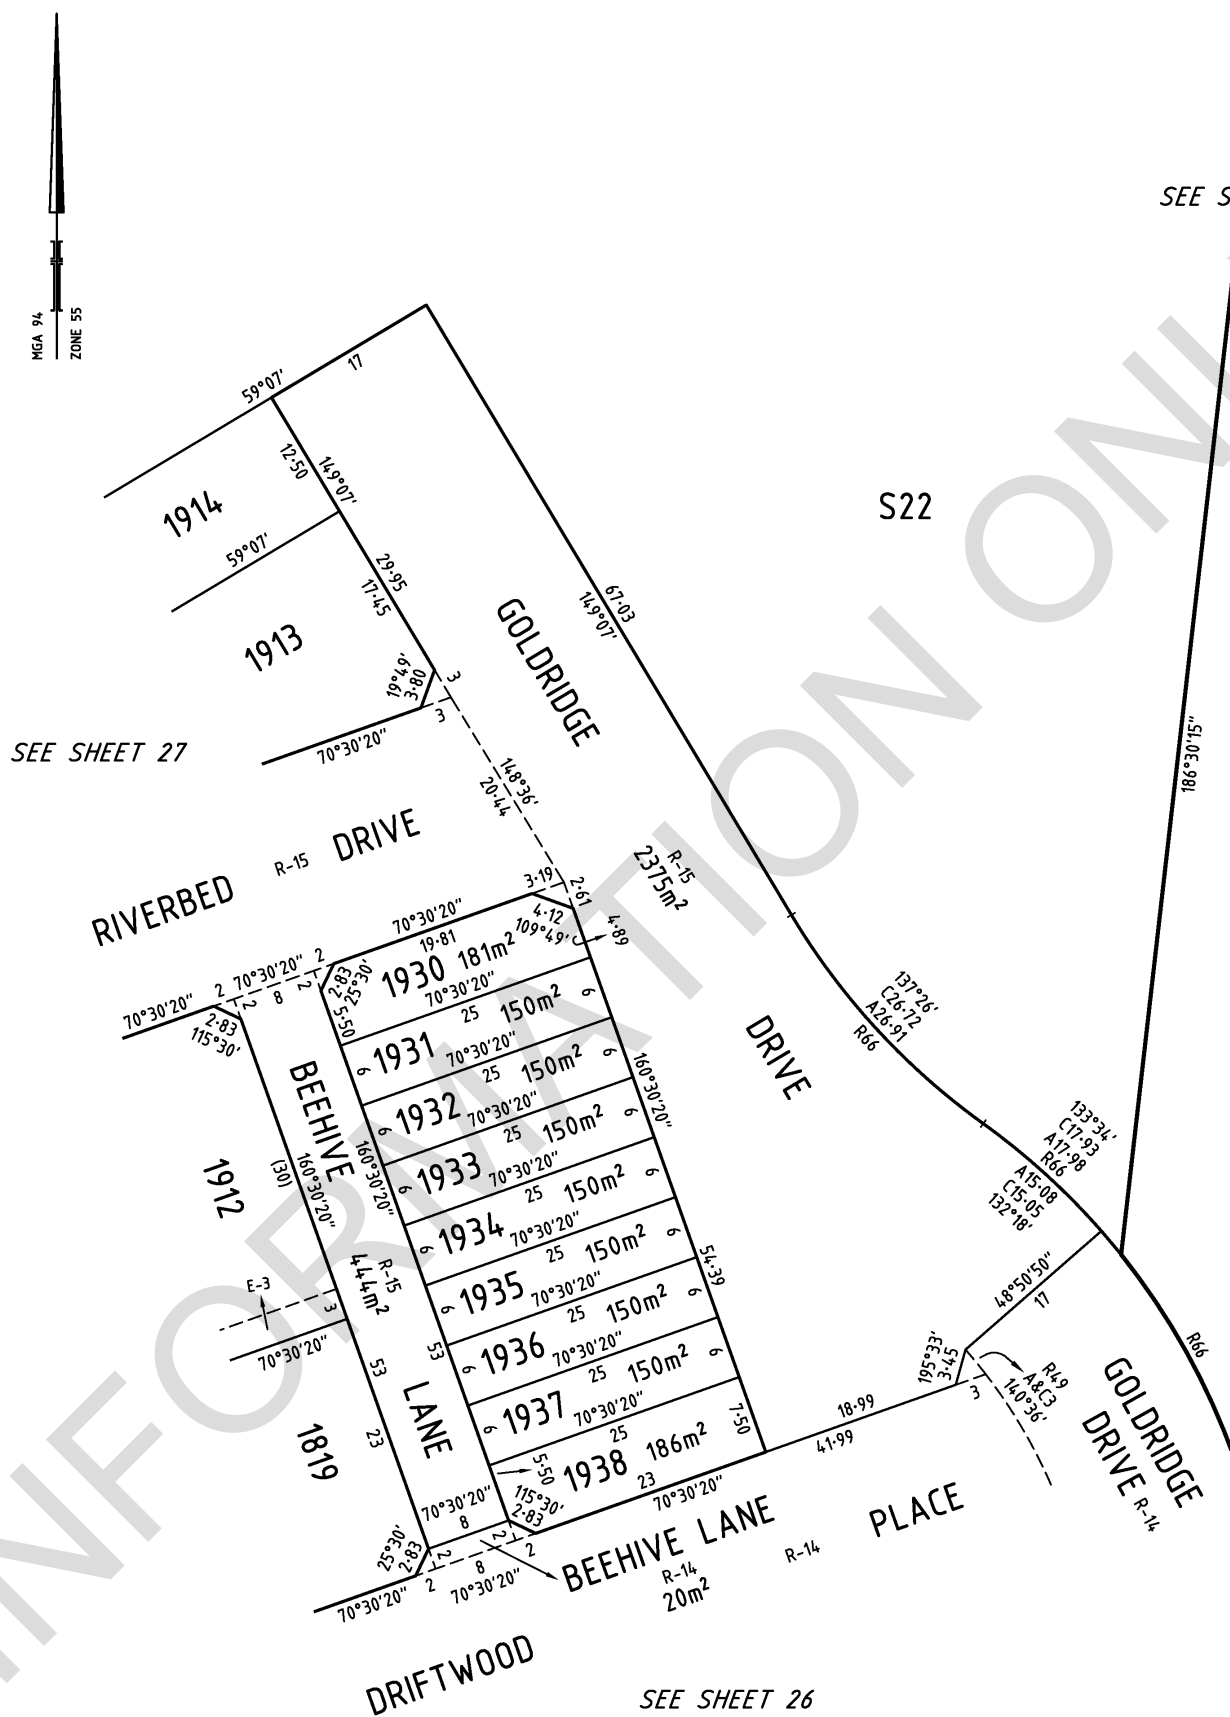 MGA 94
ZONE 55
SEE S
59°07'
17
12·50
149°07'
1914
59°07'
29·95
17·45
1913
19°49'
3·80
3
3
70°30'20"
SEE SHEET 27
S22
67·03
149°07'
GOLDRIDGE
DRIVE
186°30'15"
148°36'
20·44
RIVERBED
R-15
DRIVE
R-15
2375m²
3·19
2·61
4·12
109°49'
4·89
70°30'20"
19·81
1930 181m²
2
2·83
25°30'
5·50
70°30'20"
2
70°30'20"
2
8
2
2·83
115°30'
70°30'20"
25
1931
150m²
6
6
70°30'20"
25
1932
150m²
6
6
70°30'20"
25
1933
150m²
6
6
70°30'20"
25
1934
150m²
6
6
70°30'20"
25
1935
150m²
6
6
70°30'20"
25
1936
150m²
6
6
70°30'20"
25
1937
150m²
6
6
70°30'20"
25
1938 186m²
7·50
5·50
115°30'
2·83
23
70°30'20"
160°30'20"
54·39
BEEHIVE
LANE
160°30'20"
53
R-15
444m²
160°30'20"
(30)
53
23
1912
E-3
3
70°30'20"
1819
70°30'20"
8
25°30'
2·83
2
2
2
8
2
70°30'20"
70°30'20"
137°26'
C26·72
A26·91
R66
133°34'
C17·93
A17·98
R66
A15·08
C15·05
132°18'
48°50'50"
17
195°33'
3·45
3
R49
A&C3
140°36'
R66
GOLDRIDGE
DRIVE R-14
18·99
41·99
BEEHIVE LANE
R-14
20m²
DRIFTWOOD
R-14
PLACE
SEE SHEET 26
INFORMATION ONL